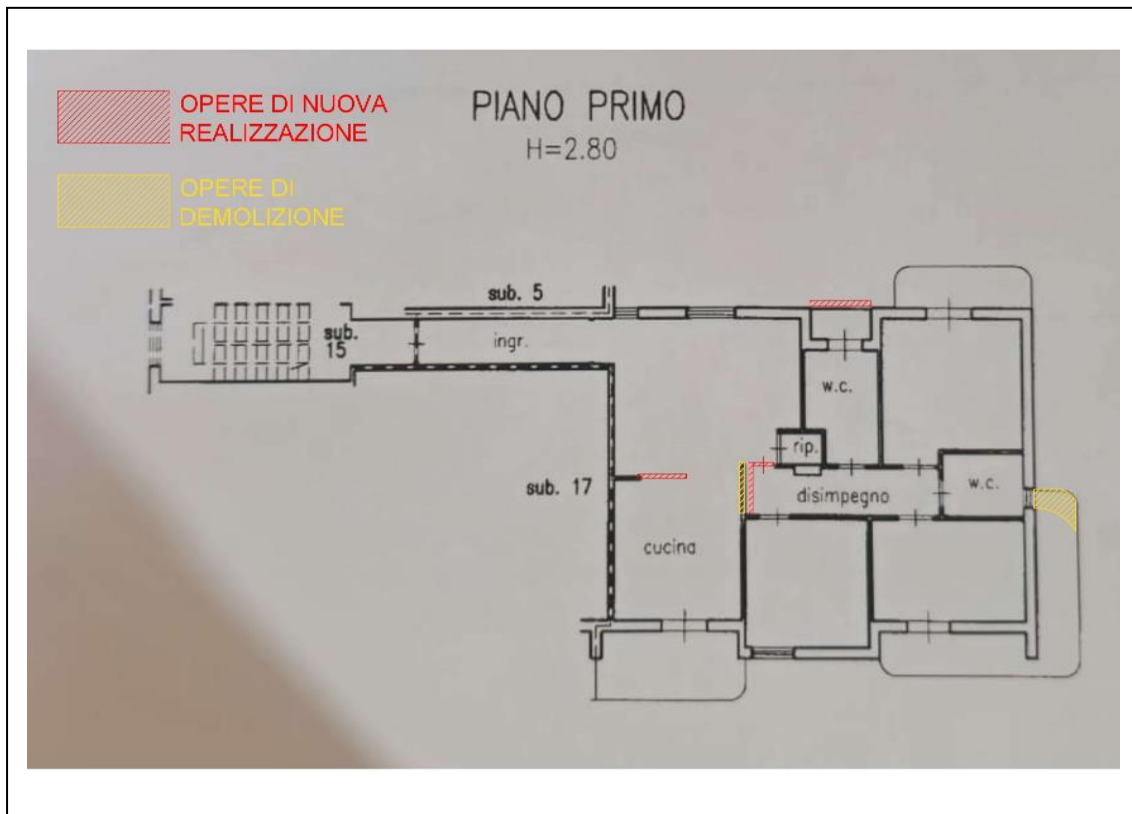 OPERE DI NUOVA
REALIZZAZIONE
OPERE DI
DEMOLIZIONE
PIANO PRIMO
H=2.80
sub. 5
sub.
15
ingr.
w.c.
rip.
sub. 17
disimpegno
w.c.
cucina